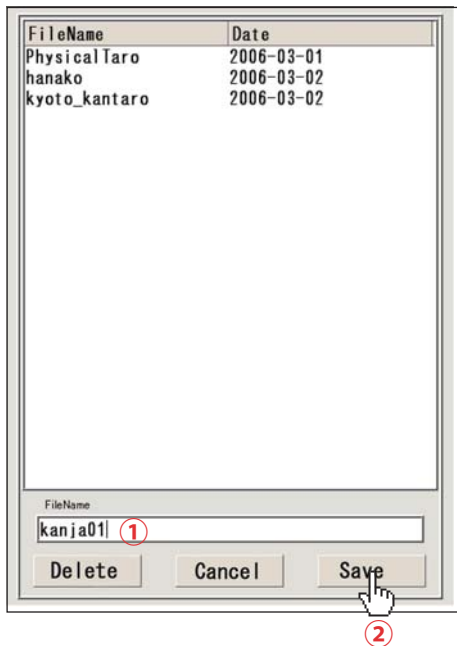 FileName Date
PhysicalTaro 2006-03-01
hanako 2006-03-02
kyoto_kantaro 2006-03-02
FileName
kanja01 ①
Delete Cancel Save
②